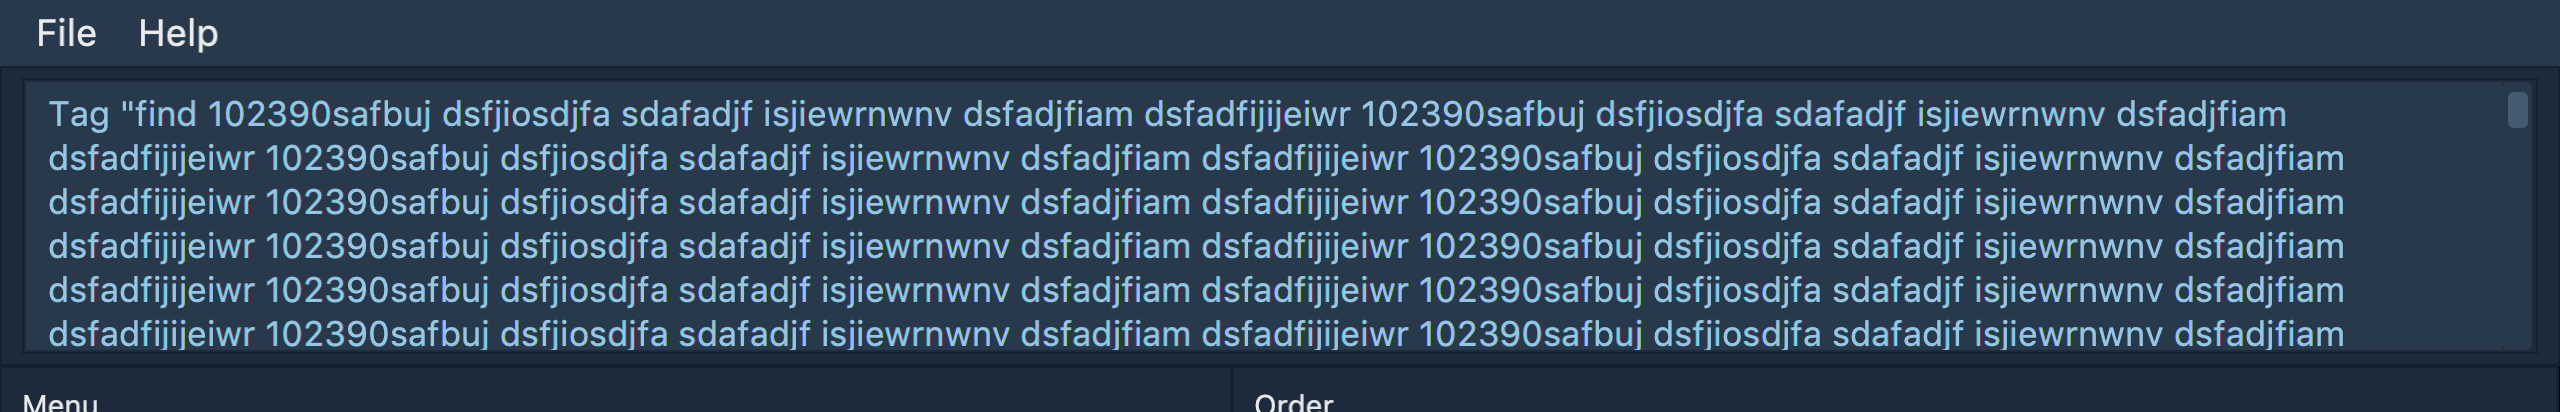 File Help
Tag "find 102390safbuj dsfjiosdjfa sdafadjf isjiewrnwnv dsfadjfiam dsfadfijijeiwr 102390safbuj dsfjiosdjfa sdafadjf isjiewrnwnv dsfadjfiam
dsfadfijijeiwr 102390safbuj dsfjiosdjfa sdafadjf isjiewrnwnv dsfadjfiam dsfadfijijeiwr 102390safbuj dsfjiosdjfa sdafadjf isjiewrnwnv dsfadjfiam
dsfadfijijeiwr 102390safbuj dsfjiosdjfa sdafadjf isjiewrnwnv dsfadjfiam dsfadfijijeiwr 102390safbuj dsfjiosdjfa sdafadjf isjiewrnwnv dsfadjfiam
dsfadfijijeiwr 102390safbuj dsfjiosdjfa sdafadjf isjiewrnwnv dsfadjfiam dsfadfijijeiwr 102390safbuj dsfjiosdjfa sdafadjf isjiewrnwnv dsfadjfiam
dsfadfijijeiwr 102390safbuj dsfjiosdjfa sdafadjf isjiewrnwnv dsfadjfiam dsfadfijijeiwr 102390safbuj dsfjiosdjfa sdafadjf isjiewrnwnv dsfadjfiam
dsfadfijijeiwr 102390safbuj dsfjiosdjfa sdafadjf isjiewrnwnv dsfadjfiam dsfadfijijeiwr 102390safbuj dsfjiosdjfa sdafadjf isjiewrnwnv dsfadjfiam
Menu Order